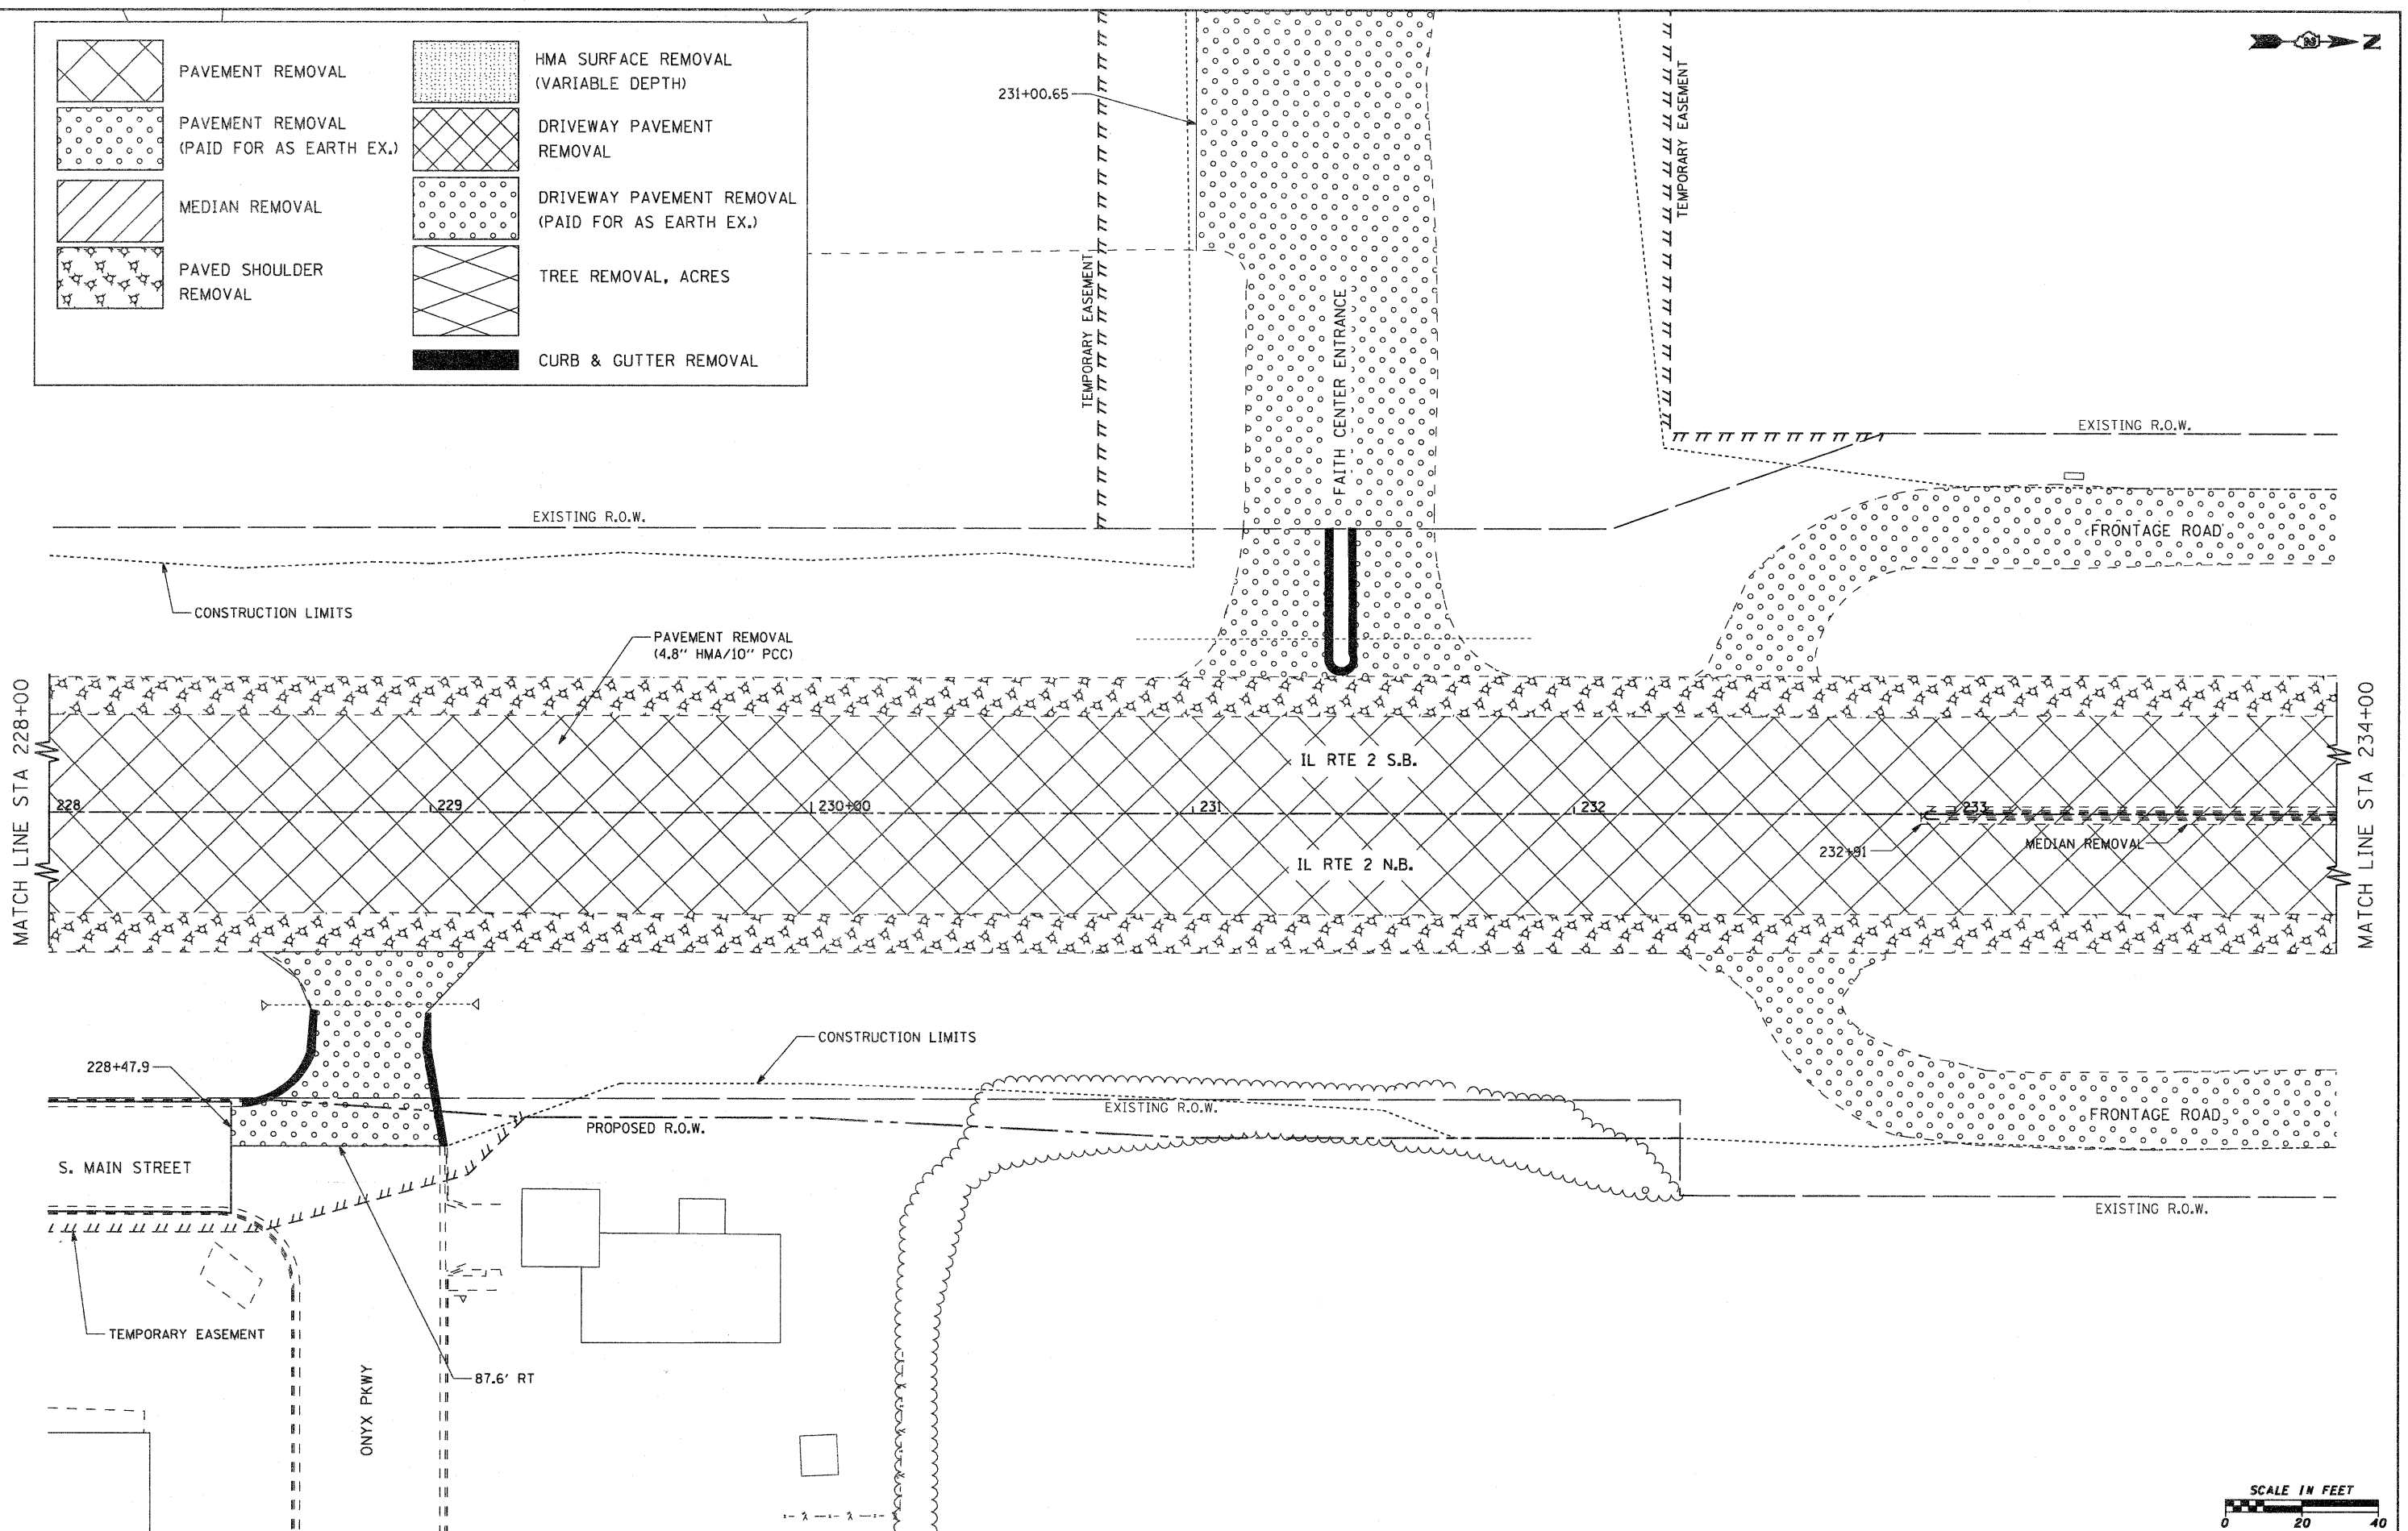 PAVEMENT REMOVAL
PAVEMENT REMOVAL
(PAID FOR AS EARTH EX.)
MEDIAN REMOVAL
PAVED SHOULDER
REMOVAL
HMA SURFACE REMOVAL
(VARIABLE DEPTH)
DRIVEWAY PAVEMENT
REMOVAL
DRIVEWAY PAVEMENT REMOVAL
(PAID FOR AS EARTH EX.)
TREE REMOVAL, ACRES
CURB & GUTTER REMOVAL
N
231+00.65
TEMPORARY EASEMENT
TEMPORARY EASEMENT
FAITH CENTER ENTRANCE
EXISTING R.O.W.
EXISTING R.O.W.
FRONTAGE ROAD
CONSTRUCTION LIMITS
PAVEMENT REMOVAL
(4.8" HMA/10" PCC)
MATCH LINE STA 228+00
MATCH LINE STA 234+00
IL RTE 2 S.B.
228
229
230+00
231
232
233
232+91
MEDIAN REMOVAL
IL RTE 2 N.B.
228+47.9
CONSTRUCTION LIMITS
EXISTING R.O.W.
PROPOSED R.O.W.
FRONTAGE ROAD
S. MAIN STREET
EXISTING R.O.W.
TEMPORARY EASEMENT
87.6' RT
ONYX PKWY
SCALE IN FEET
0 20 40